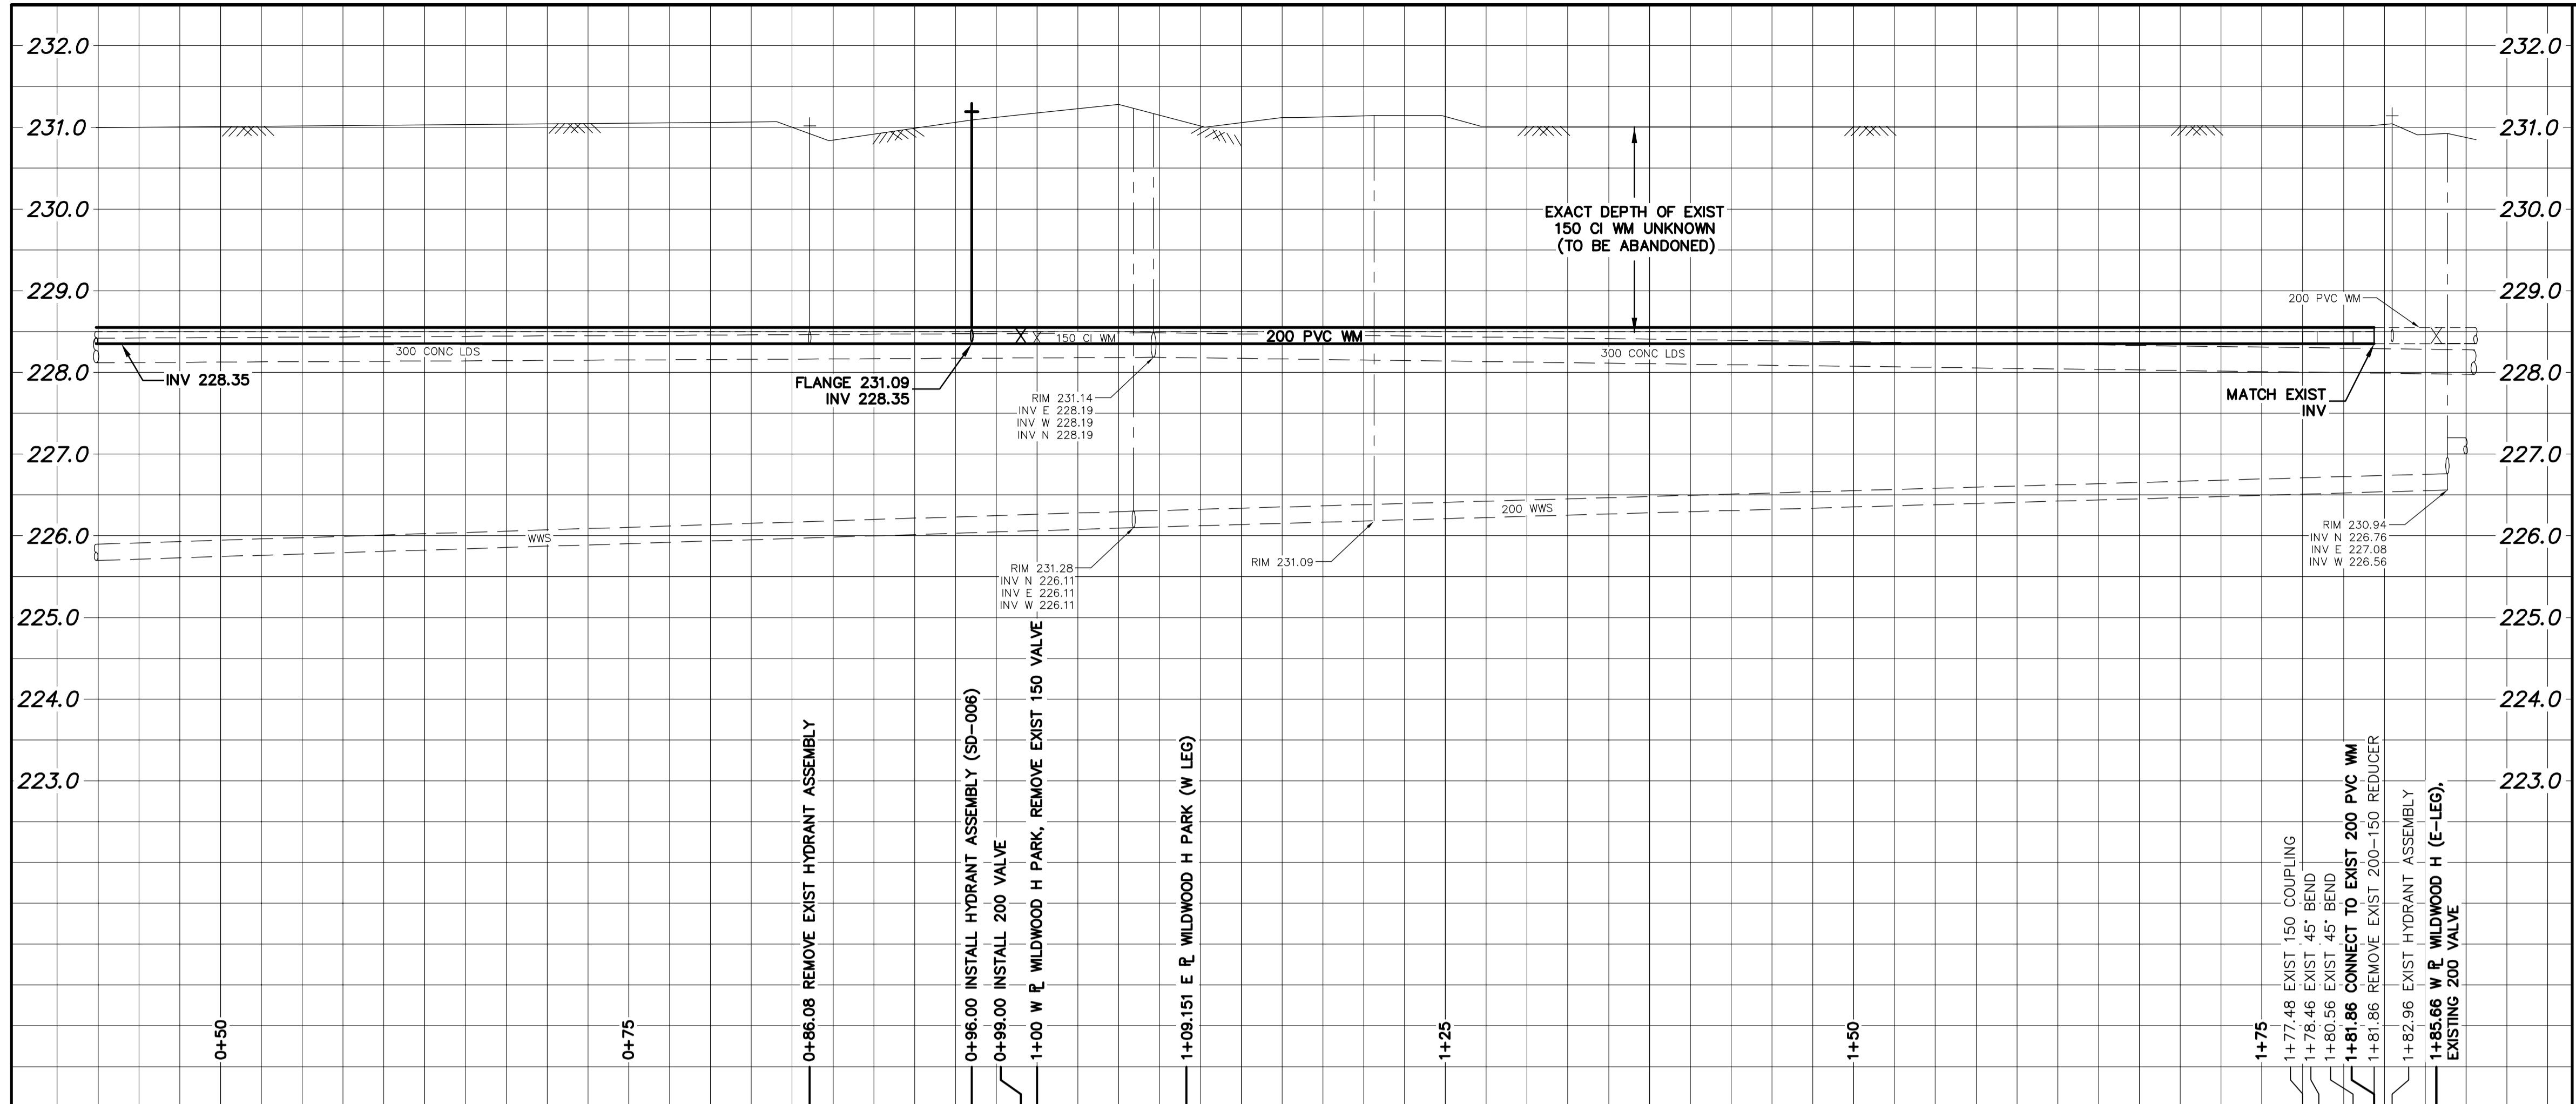 232.0
232.0
231.0
231.0
230.0
230.0
EXACT DEPTH OF EXIST
150 CI WM UNKNOWN
(TO BE ABANDONED)
229.0
229.0
200 PVC WM
150 CI WM
200 PVC WM
300 CONC LDS
300 CONC LDS
228.0
228.0
INV 228.35
FLANGE 231.09
INV 228.35
MATCH EXIST
INV
RIM 231.14
INV E 228.19
INV W 228.19
INV N 228.19
227.0
227.0
200 WWS
WWS
226.0
226.0
RIM 230.94
INV N 226.76
INV E 227.08
INV W 226.56
RIM 231.09
RIM 231.28
INV N 226.11
INV E 226.11
INV W 226.11
225.0
225.0
224.0
224.0
223.0
223.0
0+50
0+75
0+86.08 REMOVE EXIST HYDRANT ASSEMBLY
0+96.00 INSTALL HYDRANT ASSEMBLY (SD-006)
0+99.00 INSTALL 200 VALVE
1+00 W PL WILDWOOD H PARK, REMOVE EXIST 150 VALVE
1+09.151 E PL WILDWOOD H PARK (W LEG)
1+25
1+50
1+75
1+77.48 EXIST 150 COUPLING
1+78.46 EXIST 45° BEND
1+80.56 EXIST 45° BEND
1+81.86 CONNECT TO EXIST 200 PVC WM
1+81.86 REMOVE EXIST 200-150 REDUCER
1+82.96 EXIST HYDRANT ASSEMBLY
1+85.66 W PL WILDWOOD H (E-LEG),
EXISTING 200 VALVE